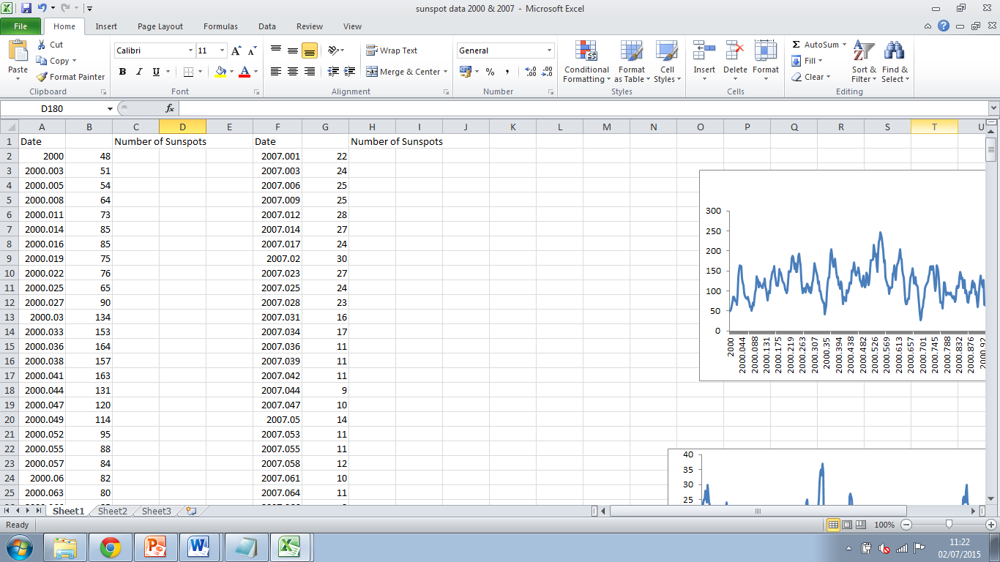 sunspot data 2000 & 2007 - Microsoft Excel
File Home Insert Page Layout Formulas Data Review View
Paste Cut Copy Format Painter
Calibri 11 B I U A A A
Wrap Text Merge & Center
General % , .00 .0
Conditional Formatting Format as Table Cell Styles
Insert Delete Format
Σ AutoSum Fill Clear Sort & Filter Find & Select
Clipboard Font Alignment Number Styles Cells Editing
D180 fx
A B C D E F G H I J K L M N O P Q R S T U
1 Date Number of Sunspots Date Number of Sunspots
2 2000 48 2007.001 22
3 2000.003 51 2007.003 24
4 2000.005 54 2007.006 25
5 2000.008 64 2007.009 25
6 2000.011 73 2007.012 28
7 2000.014 85 2007.014 27
8 2000.016 85 2007.017 24
9 2000.019 75 2007.02 30
10 2000.022 76 2007.023 27
11 2000.025 65 2007.025 24
12 2000.027 90 2007.028 23
13 2000.03 134 2007.031 16
14 2000.033 153 2007.034 17
15 2000.036 164 2007.036 11
16 2000.038 157 2007.039 11
17 2000.041 163 2007.042 11
18 2000.044 131 2007.044 9
19 2000.047 120 2007.047 10
20 2000.049 114 2007.05 14
21 2000.052 95 2007.053 11
22 2000.055 88 2007.055 11
23 2000.057 84 2007.058 12
24 2000.06 82 2007.061 10
25 2000.063 80 2007.064 11
300
250
200
150
100
50
0
2000 2000.044 2000.088 2000.131 2000.175 2000.219 2000.263 2000.307 2000.35 2000.394 2000.438 2000.482 2000.526 2000.569 2000.613 2000.657 2000.701 2000.745 2000.788 2000.832 2000.876 2000.92
40
35
30
25
Sheet1 Sheet2 Sheet3
Ready 100%
11:22
02/07/2015